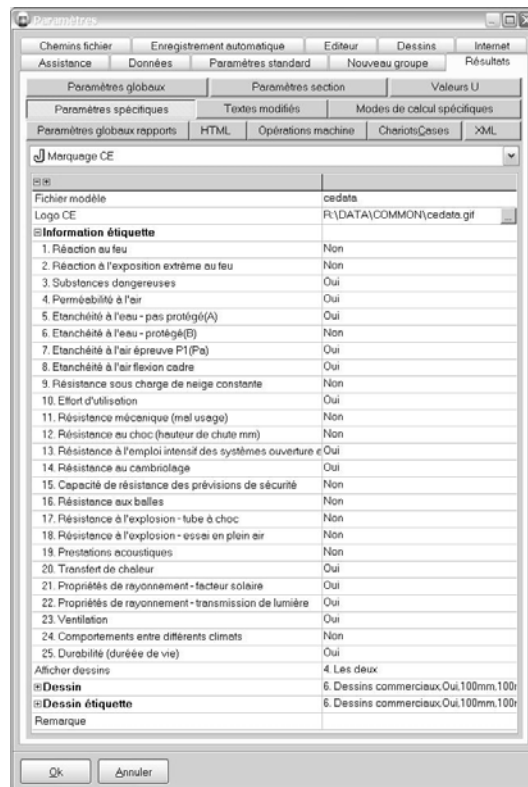 Paramètres
Chemins fichier Enregistrement automatique Editeur Dessins Internet
Assistance Données Paramètres standard Nouveau groupe Résultats
Paramètres globaux Paramètres section Valeurs U
Paramètres spécifiques Textes modifiés Modes de calcul spécifiques
Paramètres globaux rapports HTML Opérations machine ChariotsCases XML
Marquage CE
Fichier modèle cedata
Logo CE R:\DATA\COMMON\cedata.gif ...
Information étiquette
1. Réaction au feu Non
2. Réaction à l'exposition extrème au feu Non
3. Substances dangereuses Oui
4. Perméabilité à l'air Oui
5. Etanchéité à l'eau - pas protégé(A) Oui
6. Etanchéité à l'eau - protégé(B) Non
7. Etanchéité à l'air épreuve P1(Pa) Oui
8. Etanchéité à l'air flexion cadre Oui
9. Résistance sous charge de neige constante Non
10. Effort d'utilisation Oui
11. Résistance mécanique (mal usage) Non
12. Résistance au choc (hauteur de chute mm) Non
13. Résistance à l'emploi intensif des systèmes ouverture e Oui
14. Résistance au cambriolage Oui
15. Capacité de résistance des prévisions de sécurité Non
16. Résistance aux balles Non
17. Résistance à l'explosion - tube à choc Non
18. Résistance à l'explosion - essai en plein air Non
19. Prestations acoustiques Non
20. Transfert de chaleur Oui
21. Propriétés de rayonnement - facteur solaire Oui
22. Propriétés de rayonnement - transmission de lumière Oui
23. Ventilation Oui
24. Comportements entre différents climats Non
25. Durabilité (duréée de vie) Oui
Afficher dessins 4. Les deux
Dessin 6. Dessins commerciaux,Oui,100mm,100r
Dessin étiquette 6. Dessins commerciaux,Oui,100mm,100r
Remarque
Ok Annuler